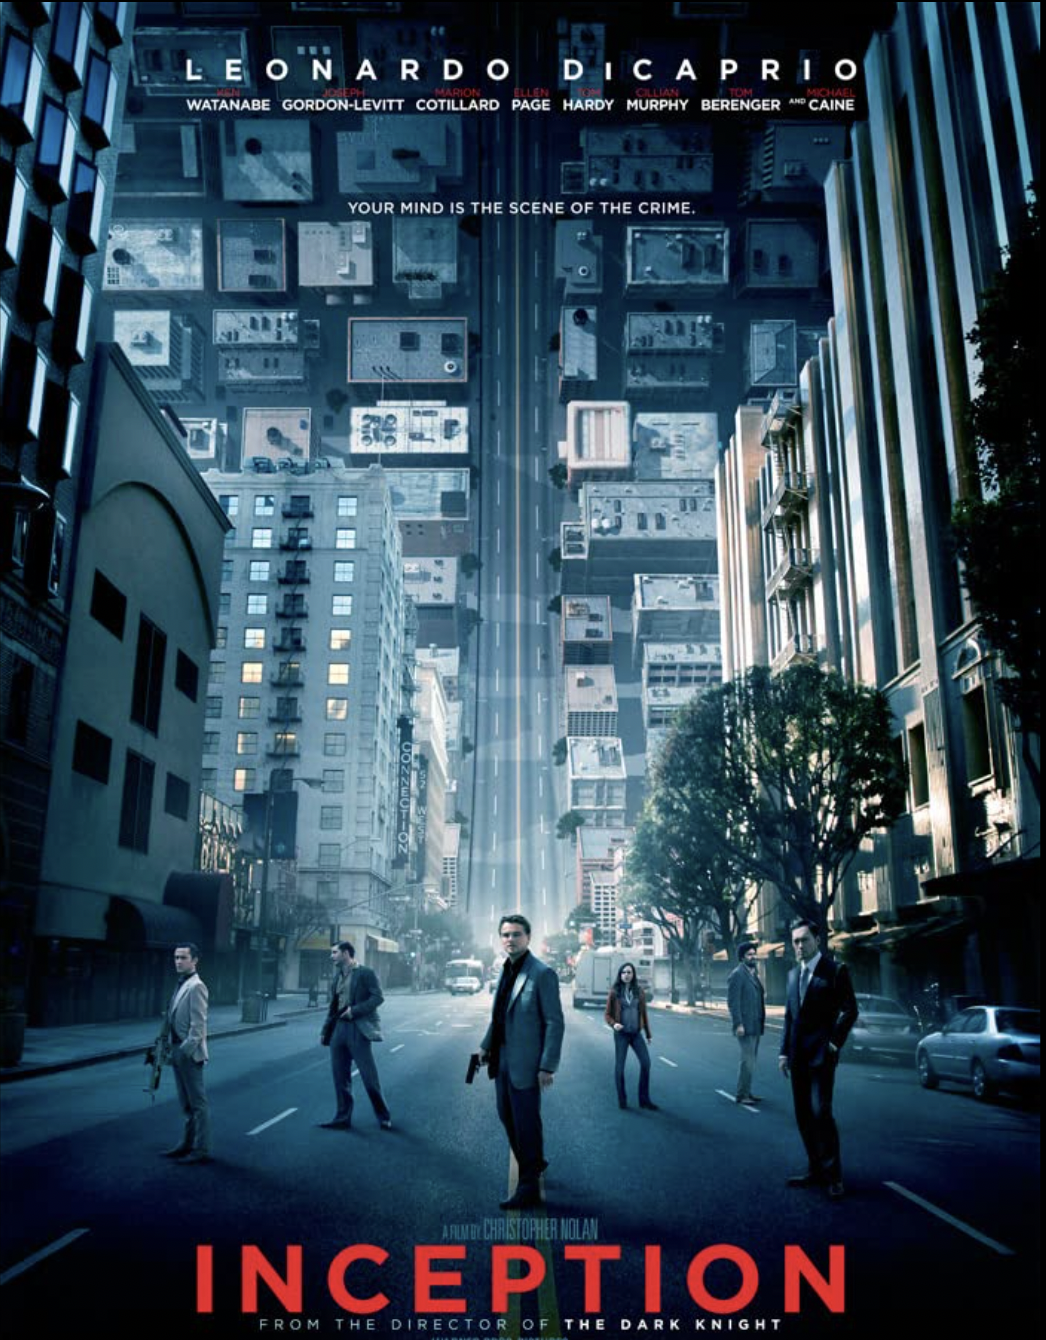 LEONARDO DiCAPRIO
KEN WATANABE JOSEPH GORDON-LEVITT MARION COTILLARD ELLEN PAGE TOM HARDY CILLIAN MURPHY TOM BERENGER AND MICHAEL CAINE
YOUR MIND IS THE SCENE OF THE CRIME.
CONNECTION
52 WEST
A FILM BY CHRISTOPHER NOLAN
INCEPTION
FROM THE DIRECTOR OF THE DARK KNIGHT